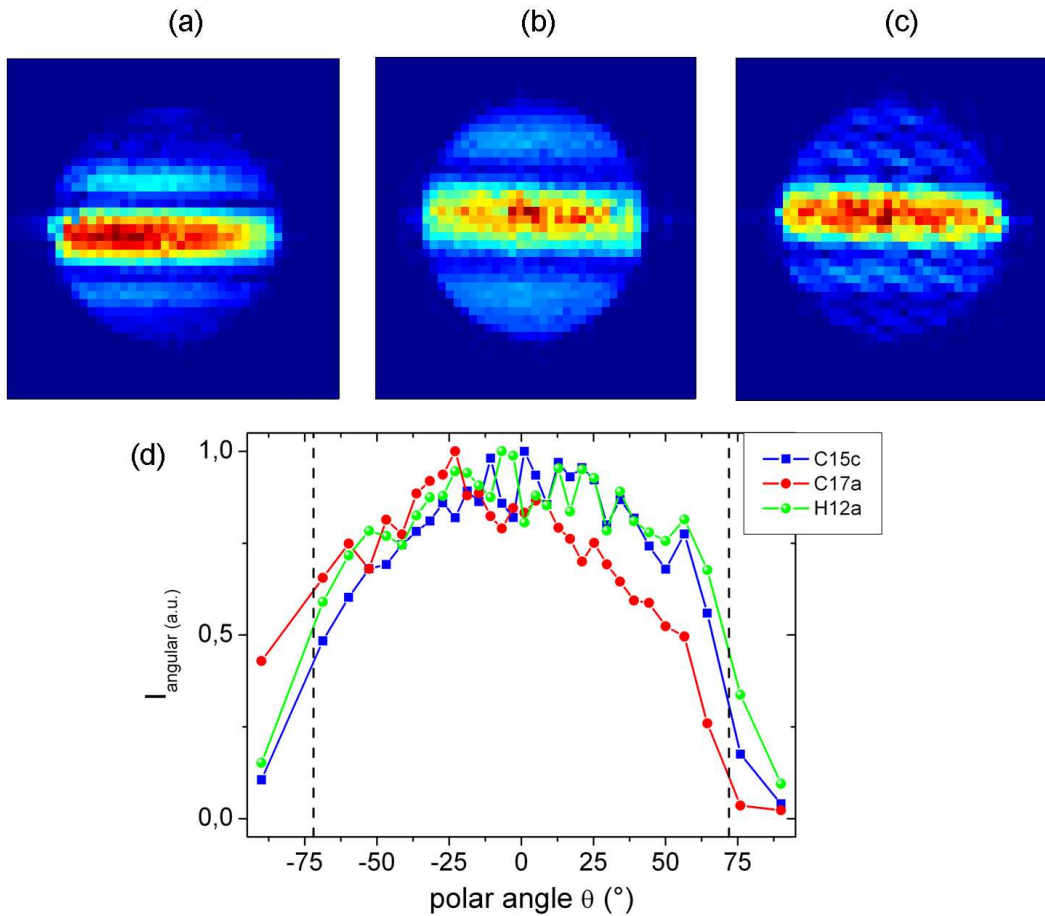 (a) (b) (c)
(d)
1,0
0,5
0,0
I angular (a.u.)
C15c
C17a
H12a
-75 -50 -25 0 25 50 75
polar angle θ (°)